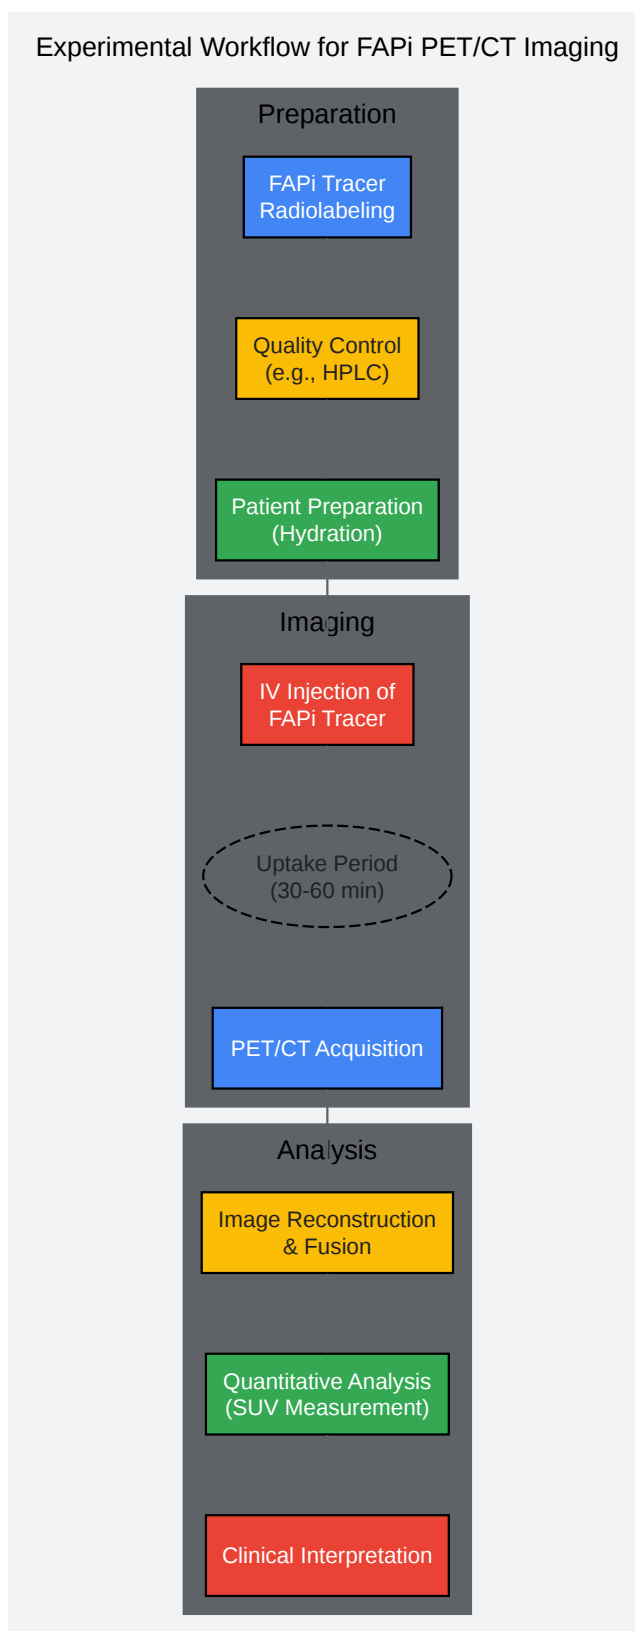 Experimental Workflow for FAPi PET/CT Imaging
Preparation
FAPi Tracer
Radiolabeling
Quality Control
(e.g., HPLC)
Patient Preparation
(Hydration)
Imaging
IV Injection of
FAPi Tracer
Uptake Period
(30-60 min)
PET/CT Acquisition
Analysis
Image Reconstruction
& Fusion
Quantitative Analysis
(SUV Measurement)
Clinical Interpretation